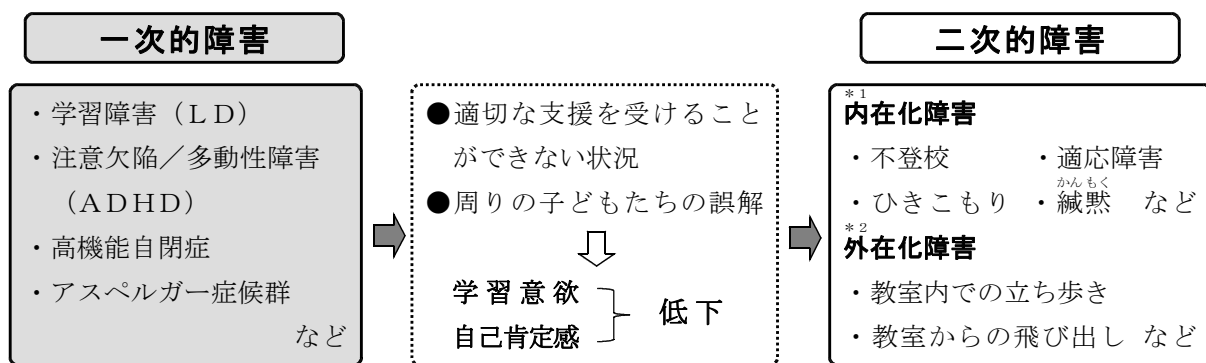 一次的障害
・学習障害（ＬＤ）
・注意欠陥／多動性障害
（ＡＤＨＤ）
・高機能自閉症
・アスペルガー症候群
など
●適切な支援を受けること
ができない状況
●周りの子どもたちの誤解
学習意欲
自己肯定感
低下
二次的障害
＊１
内在化障害
・不登校　・適応障害
かんもく
・ひきこもり　・緘黙　など
＊２
外在化障害
・教室内での立ち歩き
・教室からの飛び出し　など